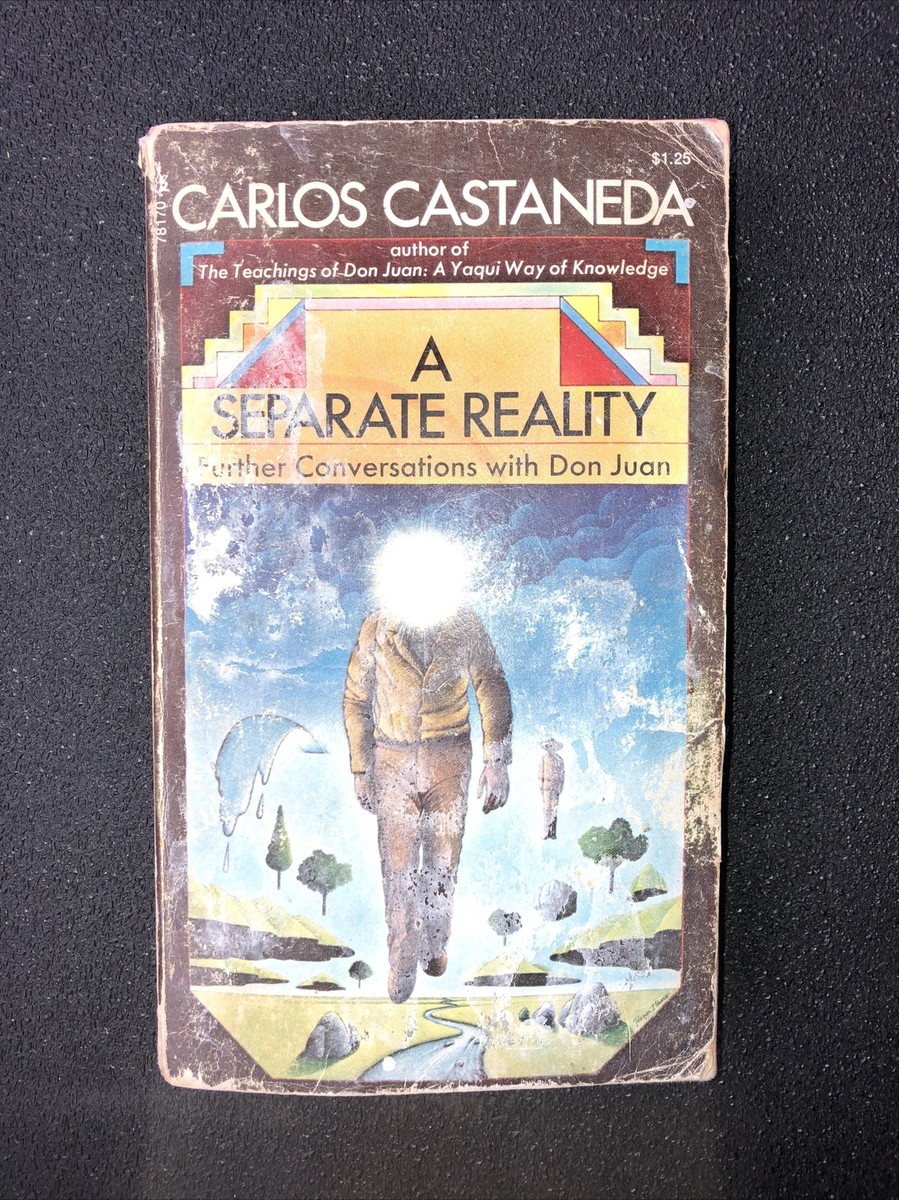 $1.25
78170
CARLOS CASTANEDA
author of
The Teachings of Don Juan: A Yaqui Way of Knowledge
A
SEPARATE REALITY
Further Conversations with Don Juan